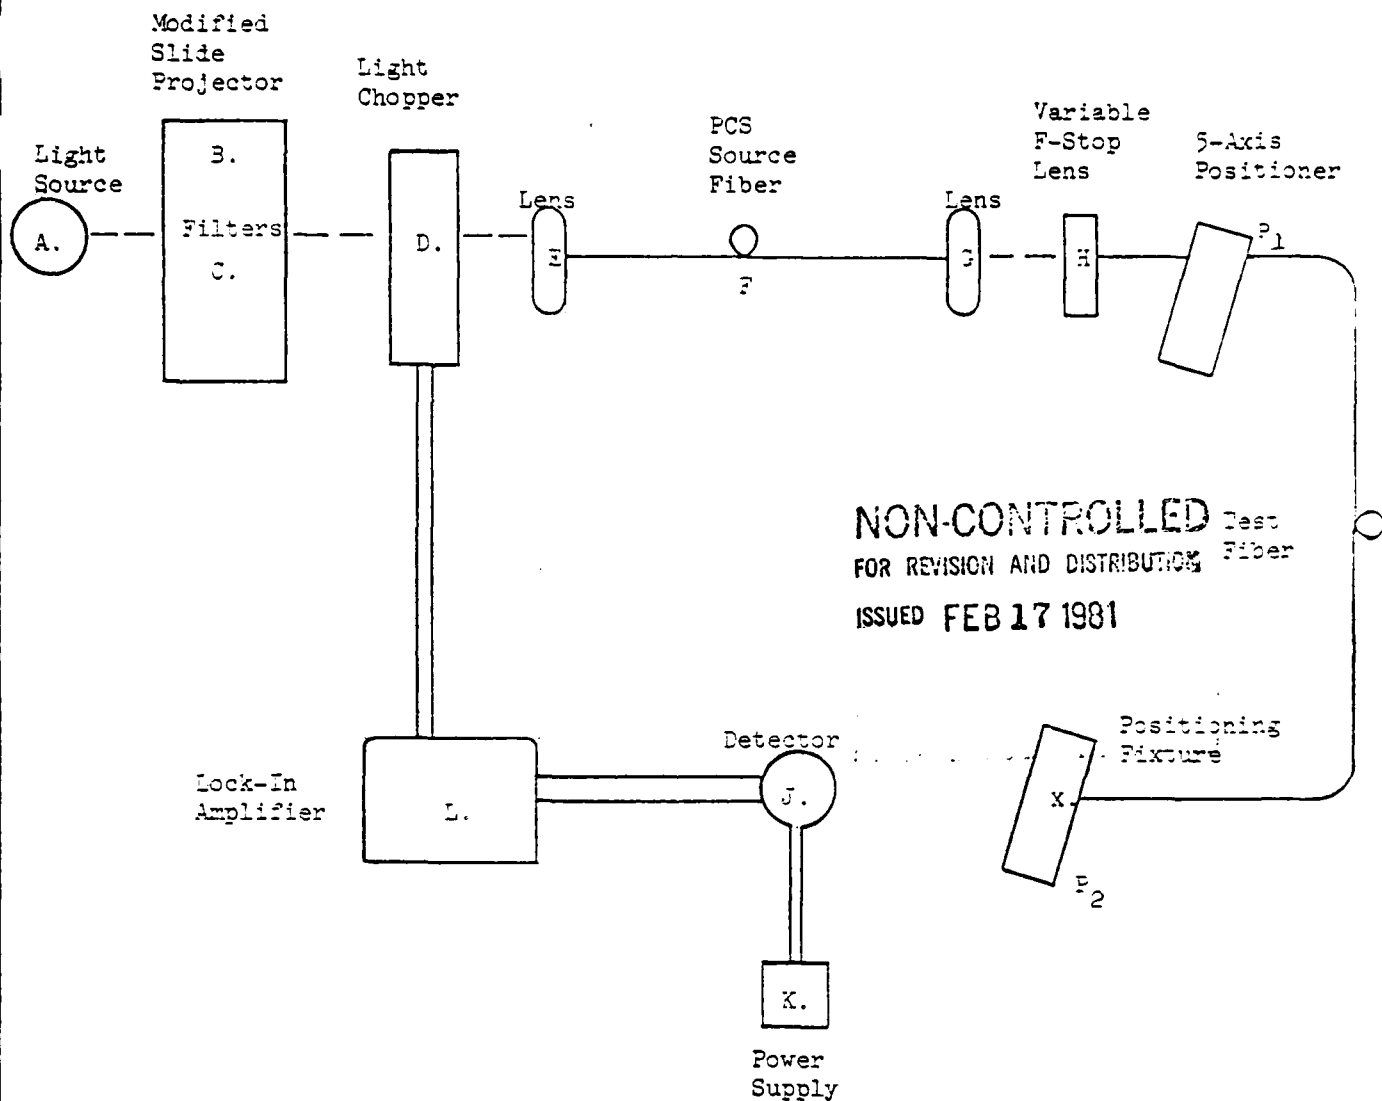 Modified
Slide
Projector
Light
Chopper
PCS
Source
Fiber
Variable
F-Stop
Lens
5-Axis
Positioner
Light
Source
Lens
Lens
A.
B.
Filters
C.
D.
E
F
G
H
P1
NON-CONTROLLED
FOR REVISION AND DISTRIBUTION
ISSUED FEB 17 1981
Test
Fiber
Positioning
Fixture
X.
P2
Detector
J.
Lock-In
Amplifier
L.
K.
Power
Supply